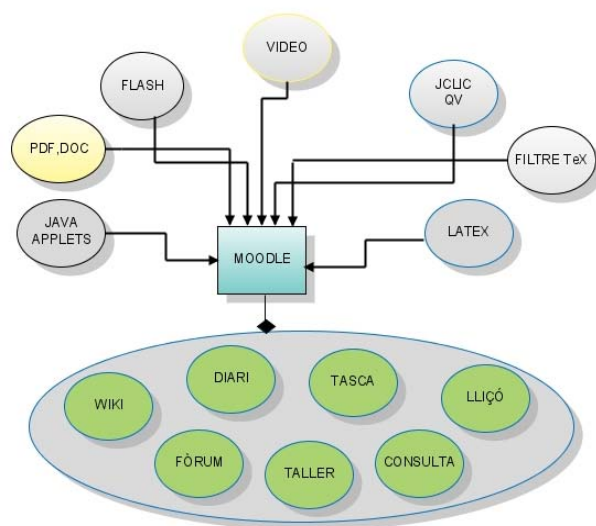 VIDEO
FLASH
JCLIC
QV
PDF,DOC
FILTRE TeX
JAVA
APPLETS
LATEX
MOODLE
DIARI
TASCA
LLIÇÓ
WIKI
FÒRUM
TALLER
CONSULTA